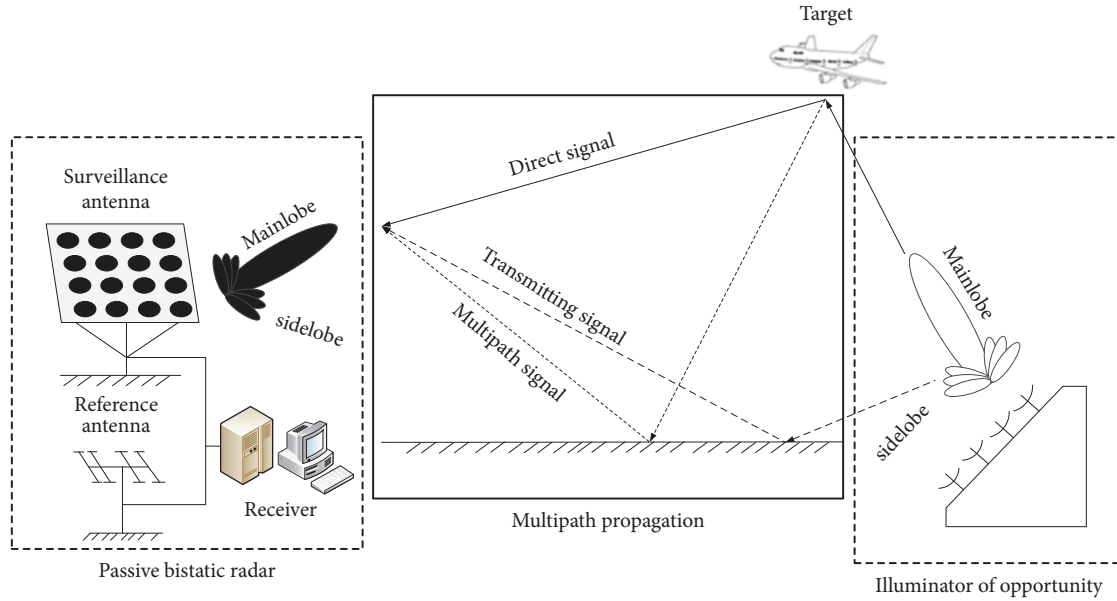 Target
Surveillance
antenna
Mainlobe
sidelobe
Reference
antenna
Receiver
Passive bistatic radar
Direct signal
Transmitting signal
Multipath signal
Multipath propagation
Mainlobe
sidelobe
Illuminator of opportunity